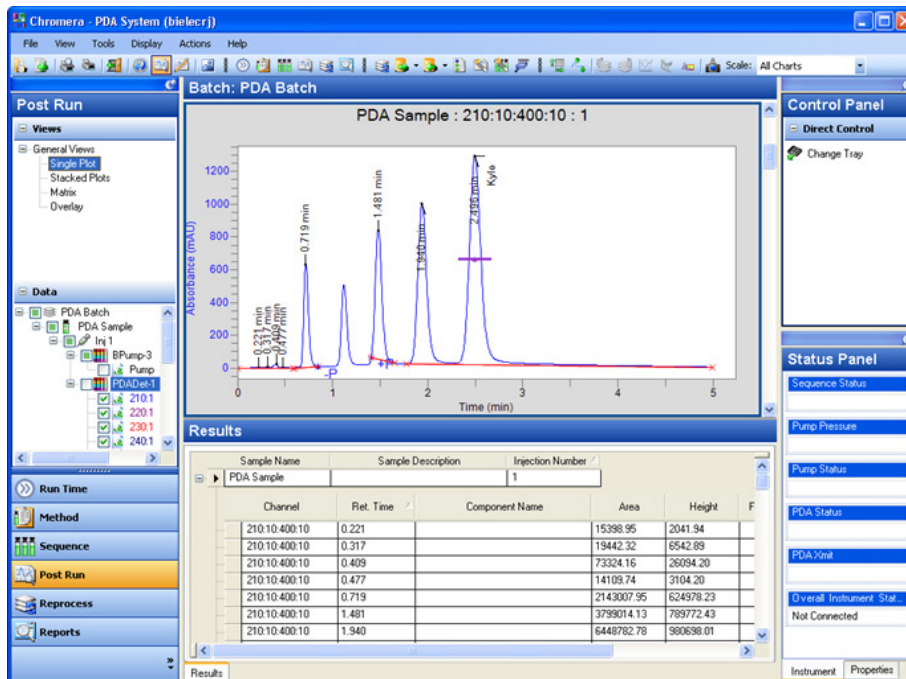 Chromera - PDA System (bielecrj)
File View Tools Display Actions Help
Scale: All Charts
Post Run
Views
General Views
Single Plot
Stacked Plots
Matrix
Overlay
Data
PDA Batch
PDA Sample
Inj 1
BPump-3
Pump
PDADet-1
210:1
220:1
230:1
240:1
Run Time
Method
Sequence
Post Run
Reprocess
Reports
»
Batch: PDA Batch
PDA Sample : 210:10:400:10 : 1
Absorbance (mAU)
1200
1000
800
600
400
200
0
0.221 min
0.317 min
0.409 min
0.477 min
0.719 min
1.481 min
1.940 min
2.496 min
Kyle
-P
+P
0 1 2 3 4 5
Time (min)
Results
Sample Name Sample Description Injection Number
PDA Sample 1
Channel Ret. Time Component Name Area Height F
210:10:400:10 0.221 15398.95 2041.94
210:10:400:10 0.317 19442.32 6542.89
210:10:400:10 0.409 73324.16 26094.20
210:10:400:10 0.477 14109.74 3104.20
210:10:400:10 0.719 2143007.95 624978.23
210:10:400:10 1.481 3799014.13 789772.43
210:10:400:10 1.940 6448782.78 980698.01
Results
Control Panel
Direct Control
Change Tray
Status Panel
Sequence Status
Pump Pressure
Pump Status
PDA Status
PDA Xmit
Overall Instrument Stat...
Not Connected
Instrument Properties